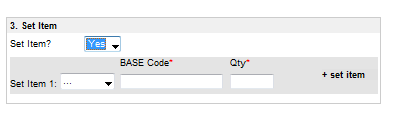 3. Set Item
Set Item? Yes
BASE Code* Qty*
Set Item 1: ... + set item